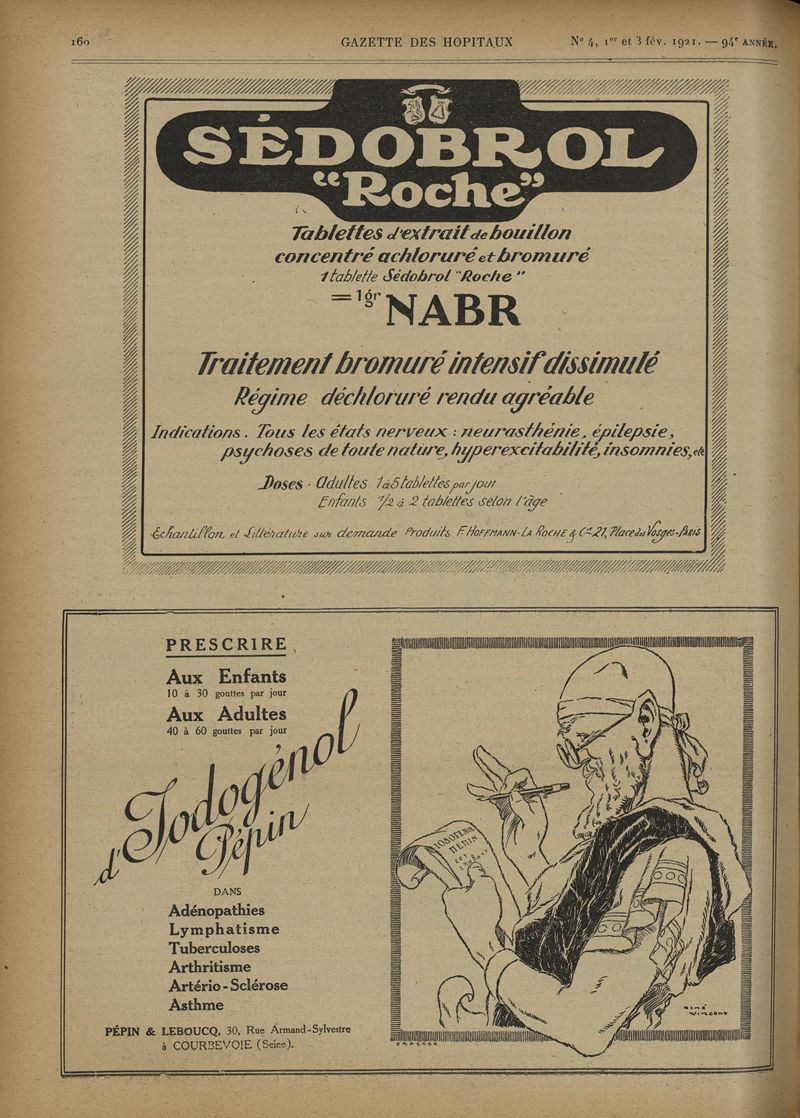 160
GAZETTE DES HOPITAUX
N° 4, 1er et 3 fév. 1921. — 94e ANNÉE.
SÉDOBROL
"Roche"
Tablettes d'extrait de bouillon
concentré achloruré et bromuré
1 tablette Sédobrol "Roche"
= 1gr NABR
Traitement bromuré intensif dissimulé
Régime déchloruré rendu agréable
Indications. Tous les états nerveux : neurasthénie, épilepsie,
psychoses de toute nature, hyperexcitabilité, insomnies, etc
Doses · Adultes 1 à 5 tablettes par jour
Enfants 1/2 à 2 tablettes selon l'âge
Echantillon et Littérature sur demande Produits F. HOFFMANN-LA ROCHE & Cie 21, Place des Vosges-Paris
PRESCRIRE
Aux Enfants
10 à 30 gouttes par jour
Aux Adultes
40 à 60 gouttes par jour
d'Iodogénol
Pépin
DANS
Adénopathies
Lymphatisme
Tuberculoses
Arthritisme
Artério-Sclérose
Asthme
PÉPIN & LEBOUCQ, 30, Rue Armand-Sylvestre
à COURBEVOIE (Seine).
PEPIN
RENÉ
VINCENT